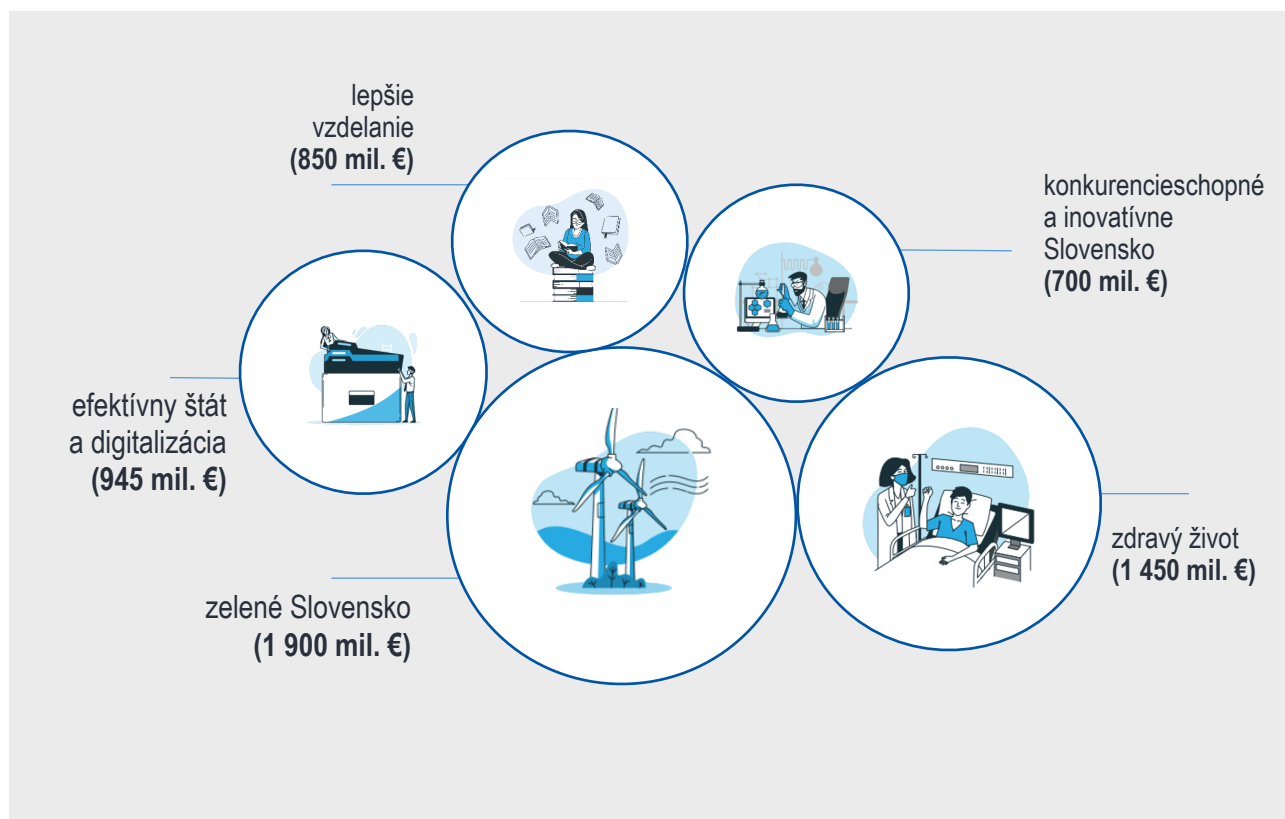 lepšie
vzdelanie
(850 mil. €)
konkurencieschopné
a inovatívne
Slovensko
(700 mil. €)
efektívny štát
a digitalizácia
(945 mil. €)
zdravý život
(1 450 mil. €)
zelené Slovensko
(1 900 mil. €)